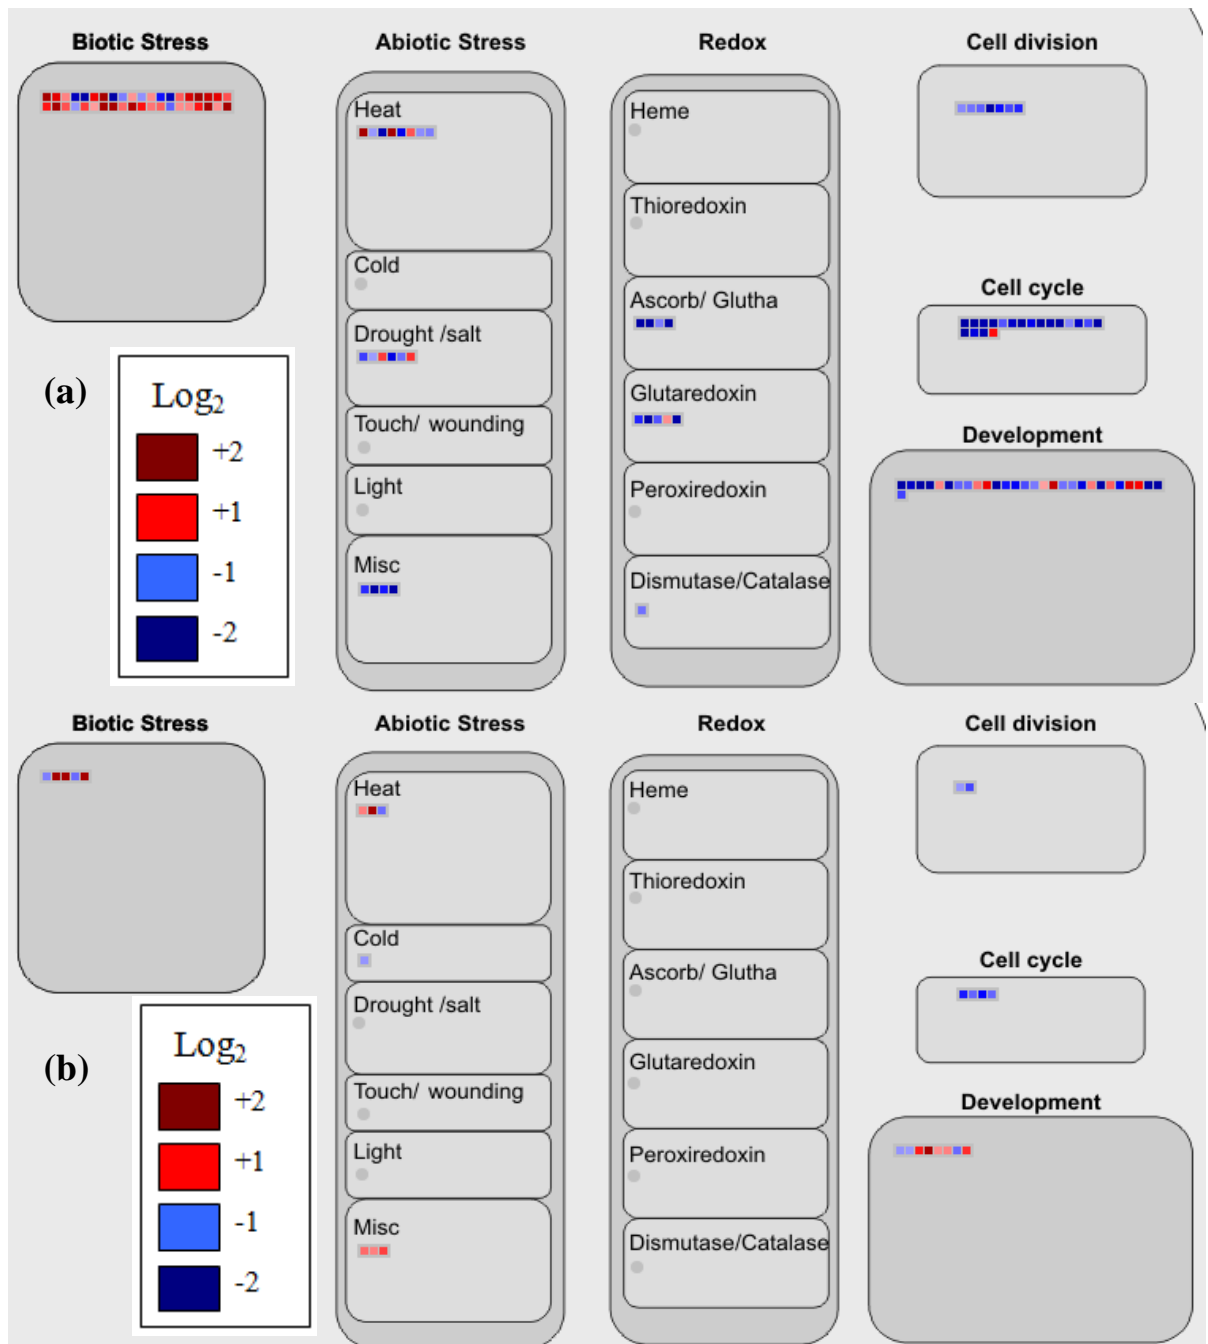 Biotic Stress
Abiotic Stress
Redox
Cell division
Heat
Cold
Drought /salt
Touch/ wounding
Light
Misc
Heme
Thioredoxin
Ascorb/ Glutha
Glutaredoxin
Peroxiredoxin
Dismutase/Catalase
Cell cycle
Development
(a)
Log2
+2
+1
-1
-2
Biotic Stress
Abiotic Stress
Redox
Cell division
Heat
Cold
Drought /salt
Touch/ wounding
Light
Misc
Heme
Thioredoxin
Ascorb/ Glutha
Glutaredoxin
Peroxiredoxin
Dismutase/Catalase
Cell cycle
Development
(b)
Log2
+2
+1
-1
-2